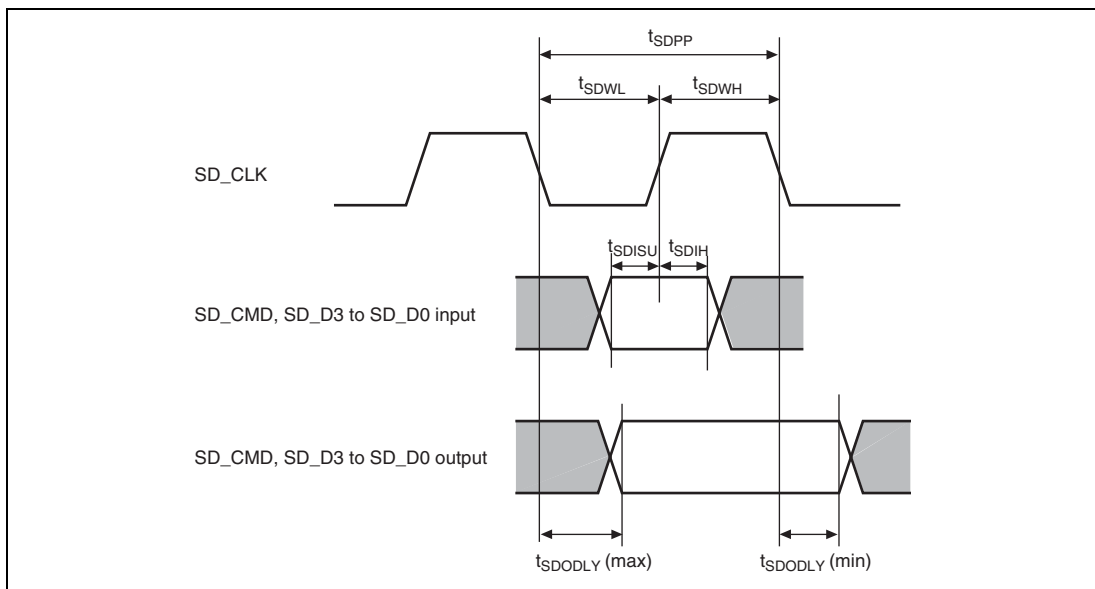 tSDPP
tSDWL tSDWH
SD_CLK
tSDISU tSDIH
SD_CMD, SD_D3 to SD_D0 input
SD_CMD, SD_D3 to SD_D0 output
tSDODLY (max) tSDODLY (min)